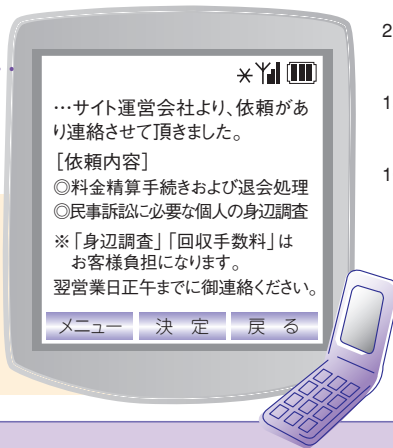 …サイト運営会社より、依頼があ
り連絡させて頂きました。
［依頼内容］
◎料金精算手続きおよび退会処理
◎民事訴訟に必要な個人の身辺調査
※「身辺調査」「回収手数料」は
お客様負担になります。
翌営業日正午までに御連絡ください。
メニュー 決 定 戻 る
2
1
1